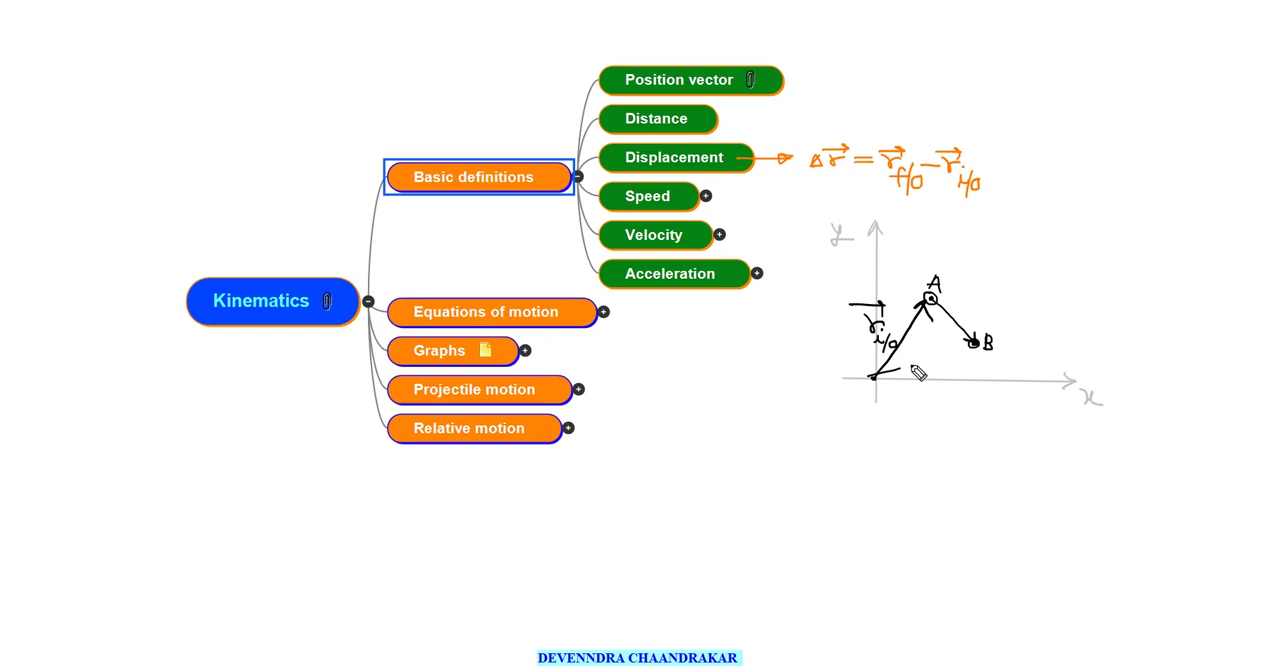 Position vector
Distance
Displacement
Δr⃗ = r⃗f/o − r⃗i/o
Basic definitions
Speed
Velocity
Acceleration
Kinematics
Equations of motion
Graphs
Projectile motion
Relative motion
y
A
r⃗i/o
B
x
DEVENNDRA CHAANDRAKAR